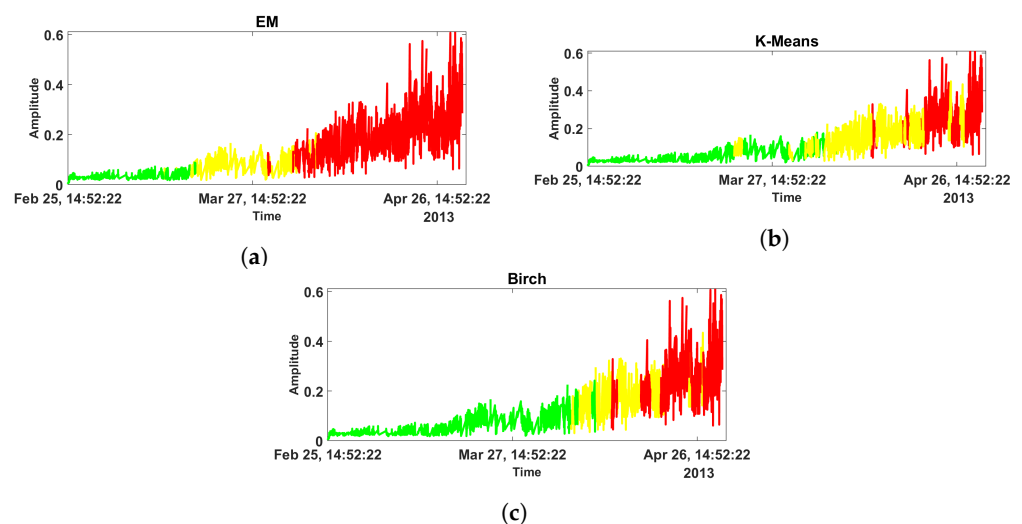 EM
Amplitude
0.6
0.4
0.2
0
Feb 25, 14:52:22
Mar 27, 14:52:22
Apr 26, 14:52:22
Time
2013
(a)
K-Means
Amplitude
0.6
0.4
0.2
0
Feb 25, 14:52:22
Mar 27, 14:52:22
Apr 26, 14:52:22
Time
2013
(b)
Birch
Amplitude
0.6
0.4
0.2
0
Feb 25, 14:52:22
Mar 27, 14:52:22
Apr 26, 14:52:22
Time
2013
(c)